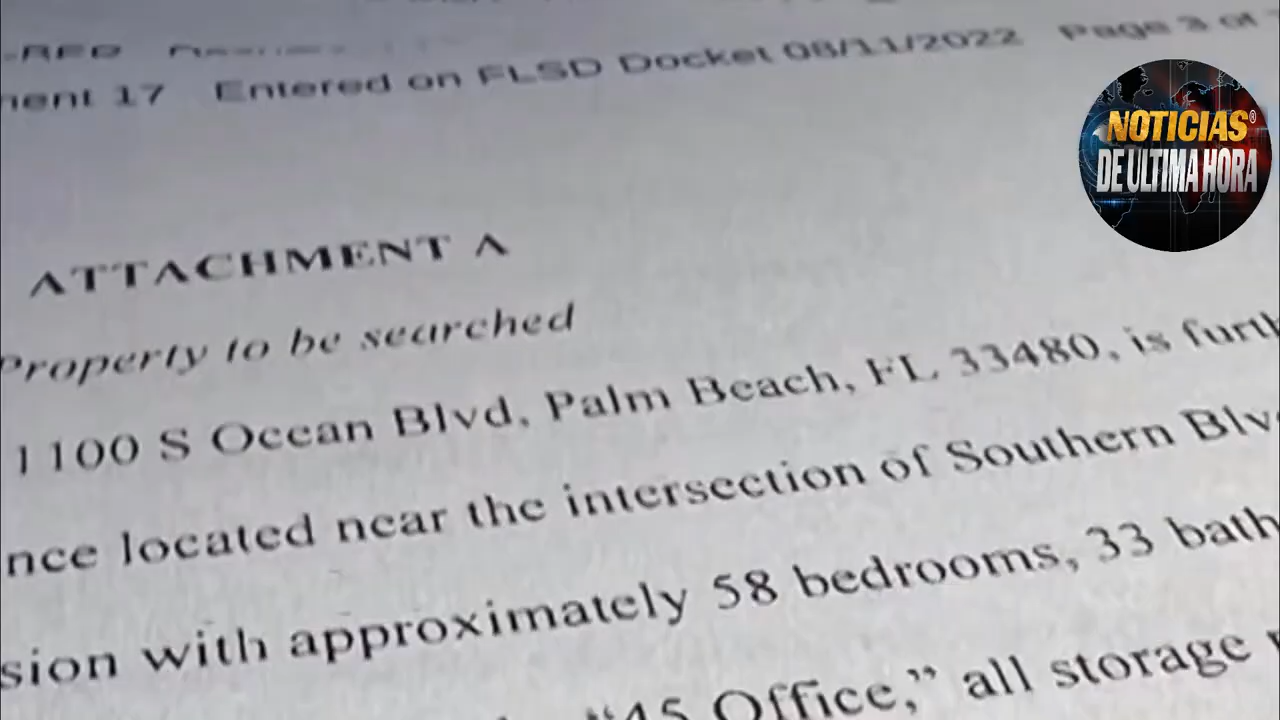 17 Entered on FLSD Docket 08/11/2022 Page 3 of
NOTICIAS®
DE ULTIMA HORA
ATTACHMENT A
Property to be searched
1100 S Ocean Blvd, Palm Beach, FL 33480, is furth
nce located near the intersection of Southern Blv
sion with approximately 58 bedrooms, 33 bath
"45 Office," all storage